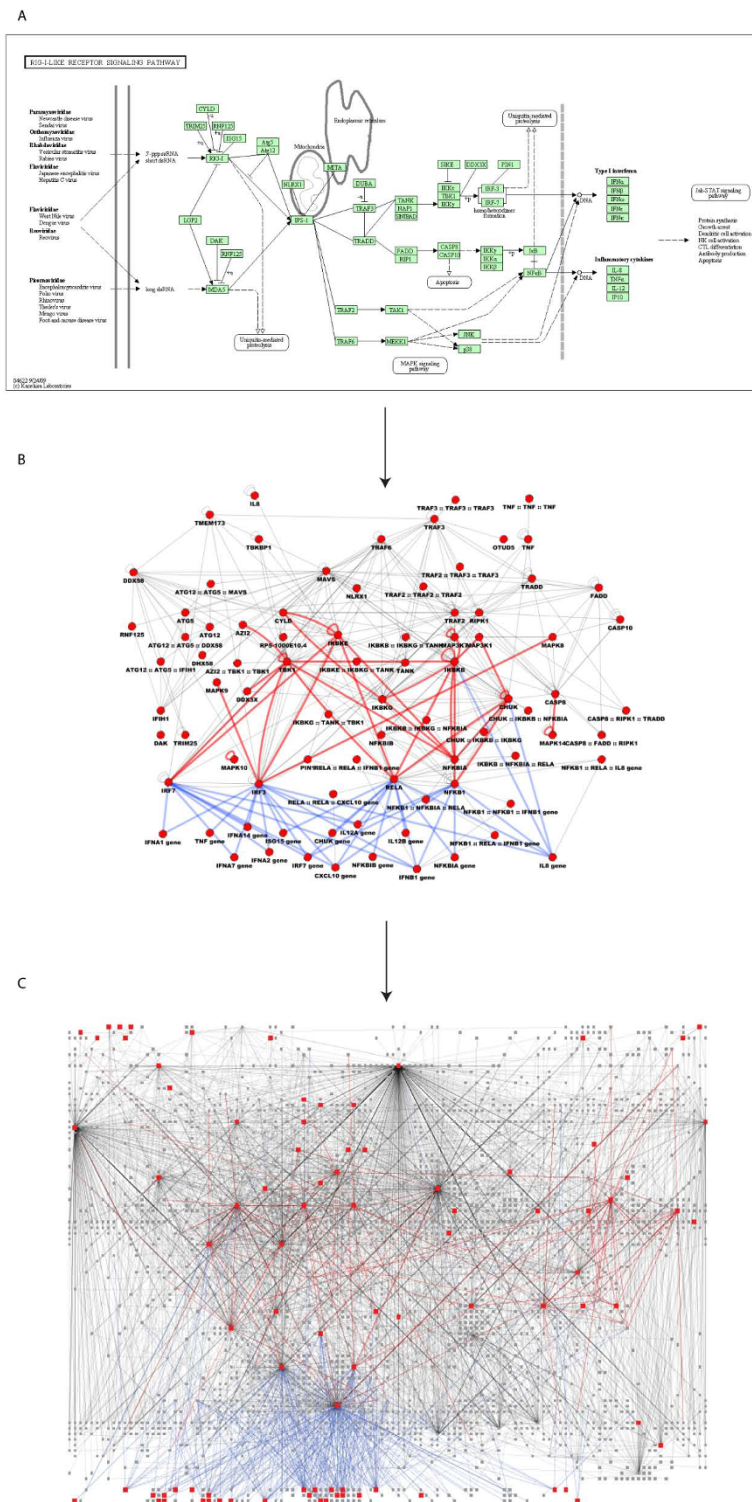 A
RIG-I-LIKE RECEPTOR SIGNALING PATHWAY
Paramyxoviridae
Newcastle disease virus
Sendai virus
Orthomyxoviridae
Influenza virus
Rhabdoviridae
Vesicular stomatitis virus
Rabies virus
Flaviviridae
Japanese encephalitis virus
Hepatitis C virus
Flaviviridae
West Nile virus
Dengue virus
Reoviridae
Reovirus
Picornaviridae
Encephalomyocarditis virus
Polio virus
Rhinovirus
Theiler's virus
Mengo virus
Foot-and-mouse disease virus
5'-ppp ssRNA
short dsRNA
long dsRNA
CYLD
TRIM25
RNF125
ISG15
RIG-I
Atg5
Atg12
LGP2
DAK
RNF125
MDA5
Ubiquitin-mediated
proteolysis
Mitochondria
Endoplasmic reticulum
NLRX1
MITA
IPS-1
DUBA
TRAF3
TRADD
TANK
NAP1
SINTBAD
FADD
RIP1
CASP8
CASP10
Apoptosis
TRAF2
TAK1
TRAF6
MEKK1
JNK
p38
MAPK signaling
pathway
SIKE
DDX3X
PIN1
IKKε
TBK1
IKKγ
+P
IRF-3
IRF-7
homo/heterodimer
formation
IKKγ
IKKα
IKKβ
+P
IκB
NFκB
Ubiquitin-mediated
proteolysis
DNA
DNA
Type I interferons
IFNα
IFNβ
IFNω
IFNκ
IFNε
Inflammatory cytokines
IL-8
TNFα
IL-12
IP10
Jak-STAT signaling
pathway
Protein synthesis
Growth arrest
Dendritic cell activation
NK cell activation
CTL differentiation
Antibody production
Apoptosis
04622 9/24/09
(c) Kanehisa Laboratories
B
IL8
TRAF3 :: TRAF3 :: TRAF3
TNF :: TNF :: TNF
TMEM173
TRAF3
TBKBP1
TRAF6
OTUD5
TNF
DDX58
MAVS
TRAF2 :: TRAF3 :: TRAF3
TRADD
ATG12 :: ATG5 :: MAVS
NLRX1
TRAF2 :: TRAF2 :: TRAF2
FADD
ATG5
CYLD
TRAF2
RIPK1
CASP10
RNF125
ATG12
AZI2
IKBKE
ATG12 :: ATG5 :: DDX58
RP5-1000E10.4
IKBKB :: IKBKG :: TANK
MAP3K7
MAP3K1
MAPK8
DHX58
ATG12 :: ATG5 :: IFIH1
AZI2 :: TBK1 :: TBK1
TBK1
IKBKE :: IKBKG :: TANK
TANK
IKBKB
MAPK9
DDX3X
IKBKG
CHUK
CASP8
IFIH1
IKBKG :: TANK :: TBK1
IKBKB :: IKBKG :: NFKBIA
CHUK :: IKBKB :: NFKBIA
CASP8 :: RIPK1 :: TRADD
DAK
TRIM25
NFKBIB
CHUK :: IKBKB :: IKBKG
MAPK14
CASP8 :: FADD :: RIPK1
MAPK10
PIN1
RELA :: RELA :: IFNB1 gene
NFKBIA
IKBKB :: NFKBIA :: RELA
NFKB1 :: RELA :: IL8 gene
IRF7
IRF3
RELA
NFKB1
RELA :: RELA :: CXCL10 gene
NFKB1 :: NFKBIA :: RELA
NFKB1 :: NFKB1 :: IFNB1 gene
IFNA1 gene
TNF gene
IFNA14 gene
ISG15 gene
CHUK gene
IL12A gene
IL12B gene
NFKB1 :: RELA :: IFNB1 gene
IFNA7 gene
IFNA2 gene
IRF7 gene
CXCL10 gene
NFKBIB gene
IFNB1 gene
NFKBIA gene
IL8 gene
C